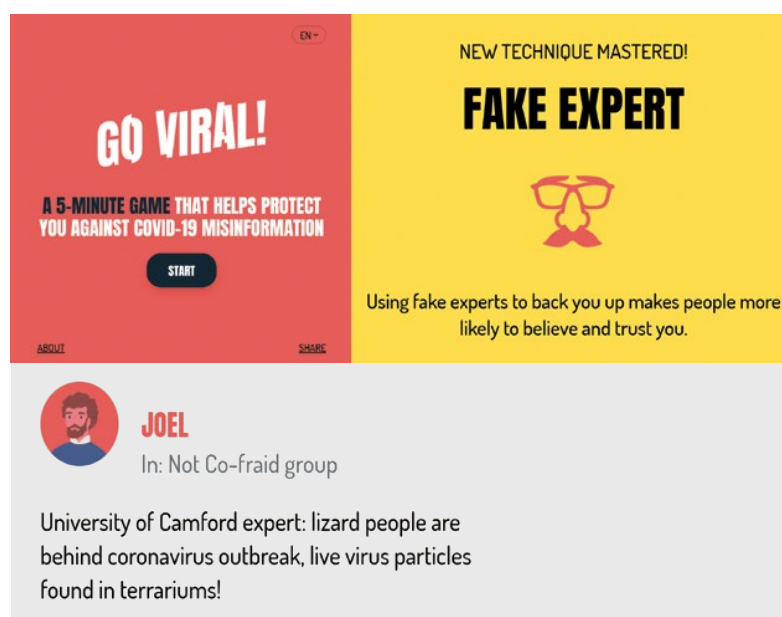 EN
GO VIRAL!
A 5-MINUTE GAME THAT HELPS PROTECT
YOU AGAINST COVID-19 MISINFORMATION
START
ABOUT
SHARE
NEW TECHNIQUE MASTERED!
FAKE EXPERT
Using fake experts to back you up makes people more
likely to believe and trust you.
JOEL
In: Not Co-fraid group
University of Camford expert: lizard people are
behind coronavirus outbreak, live virus particles
found in terrariums!